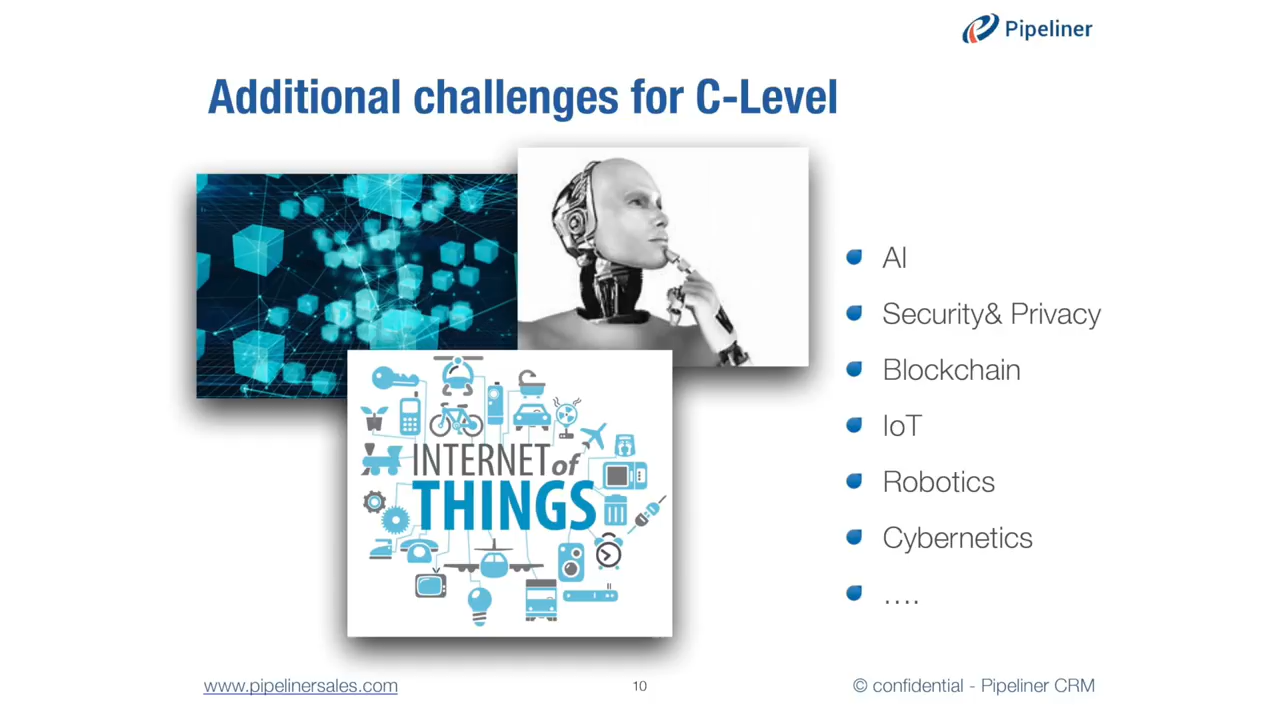 Pipeliner
Additional challenges for C-Level
INTERNET of
THINGS
AI
Security& Privacy
Blockchain
IoT
Robotics
Cybernetics
….
www.pipelinersales.com
10
© confidential - Pipeliner CRM